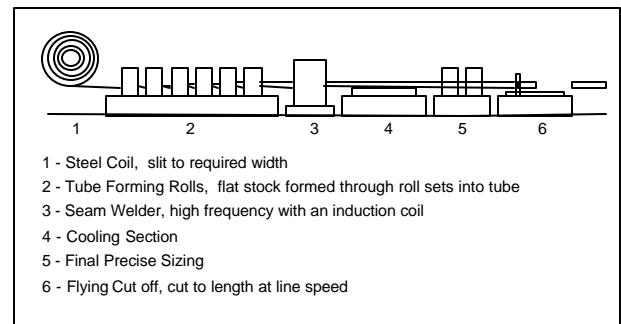 1 2 3 4 5 6
1 - Steel Coil, slit to required width
2 - Tube Forming Rolls, flat stock formed through roll sets into tube
3 - Seam Welder, high frequency with an induction coil
4 - Cooling Section
5 - Final Precise Sizing
6 - Flying Cut off, cut to length at line speed